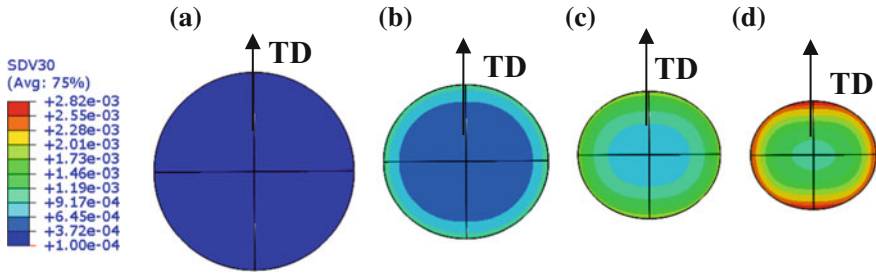 (a)
(b)
(c)
(d)
TD
TD
TD
TD
SDV30
(Avg: 75%)
+2.82e-03
+2.55e-03
+2.28e-03
+2.01e-03
+1.73e-03
+1.46e-03
+1.19e-03
+9.17e-04
+6.45e-04
+3.72e-04
+1.00e-04